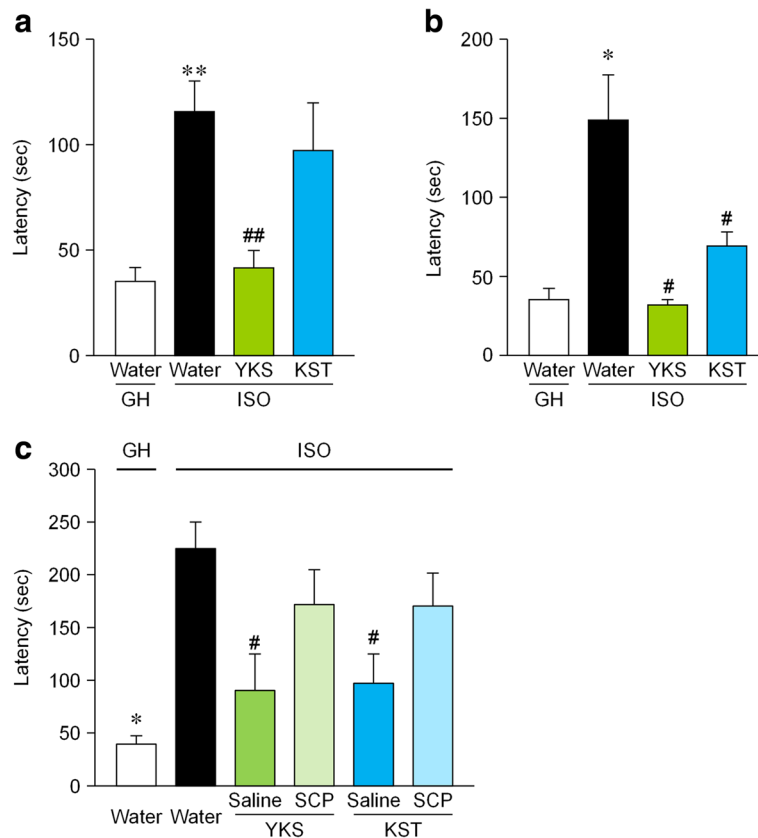 a
150
100
50
0
Latency (sec)
**
##
Water Water YKS KST
GH ISO
b
200
150
100
50
0
Latency (sec)
*
#
#
Water Water YKS KST
GH ISO
c
GH ISO
300
250
200
150
100
50
0
Latency (sec)
*
#
#
Saline SCP Saline SCP
Water Water
YKS KST